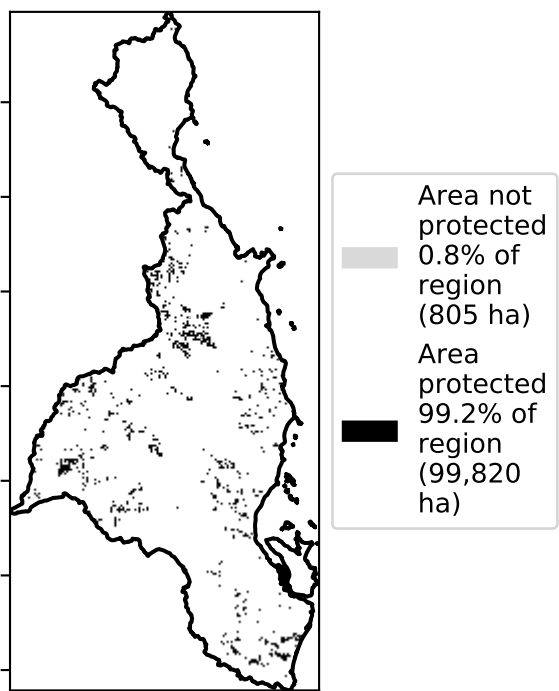 Area not
protected
0.8% of
region
(805 ha)
Area
protected
99.2% of
region
(99,820
ha)